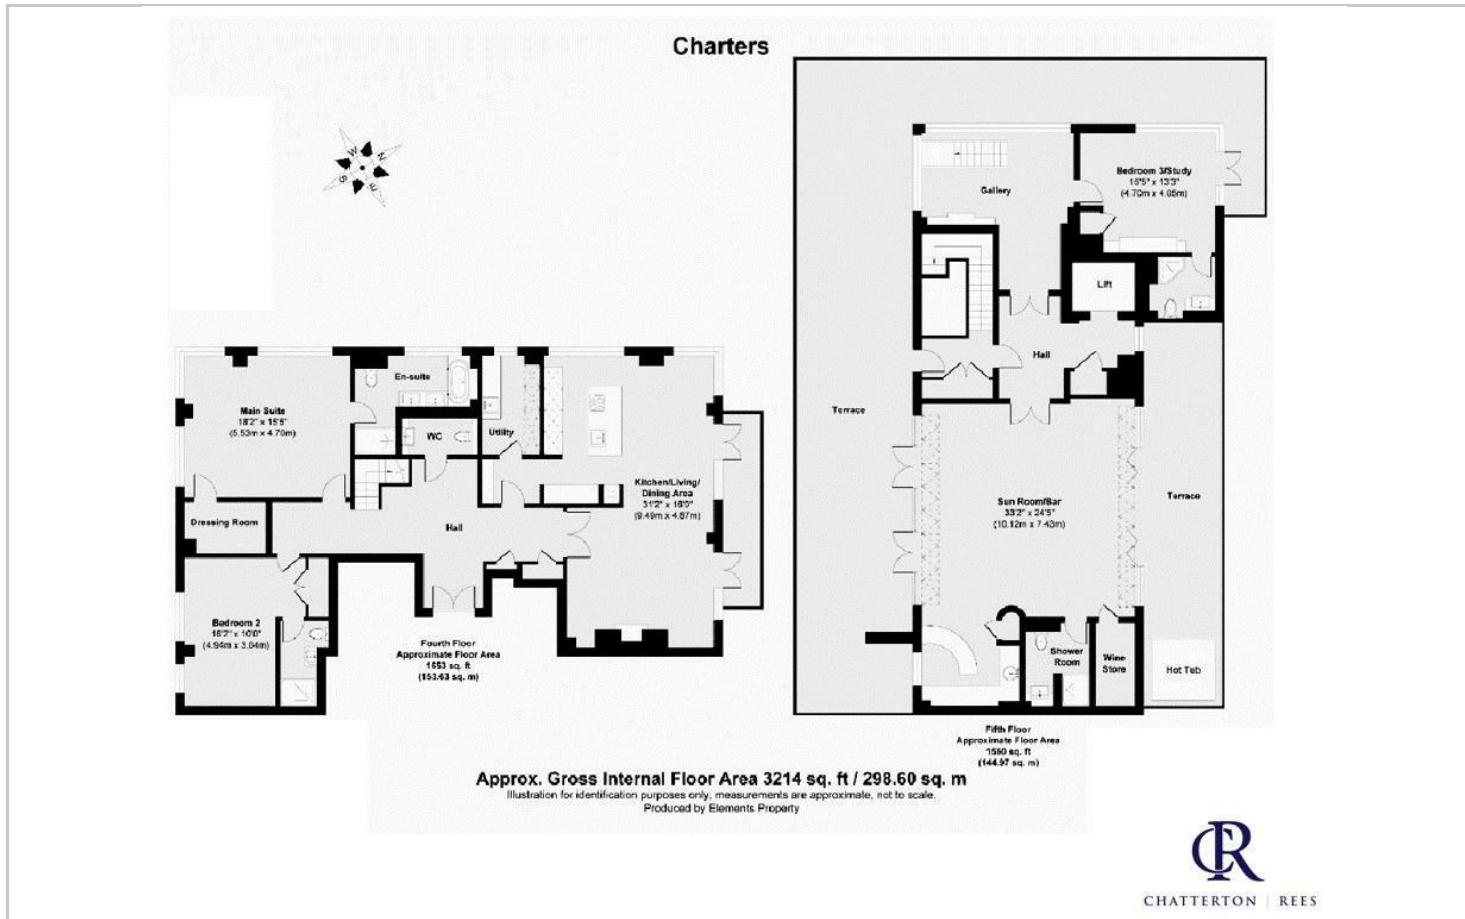 Charters
W
N
S
E
Main Suite
18'2" x 15'5"
(5.53m x 4.70m)
En-suite
WC
Utility
Kitchen/Living/
Dining Area
31'2" x 16'0"
(9.49m x 4.87m)
Dressing Room
Hall
Bedroom 2
16'2" x 10'0"
(4.94m x 3.04m)
Fourth Floor
Approximate Floor Area
1653 sq. ft
(153.63 sq. m)
Gallery
Bedroom 3/Study
15'5" x 13'3"
(4.70m x 4.05m)
Lift
Hall
Terrace
Sun Room/Bar
33'2" x 24'5"
(10.12m x 7.43m)
Terrace
Shower
Room
Wine
Store
Hot Tub
Fifth Floor
Approximate Floor Area
1560 sq. ft
(144.97 sq. m)
Approx. Gross Internal Floor Area 3214 sq. ft / 298.60 sq. m
Illustration for identification purposes only, measurements are approximate, not to scale.
Produced by Elements Property
CR
CHATTERTON | REES